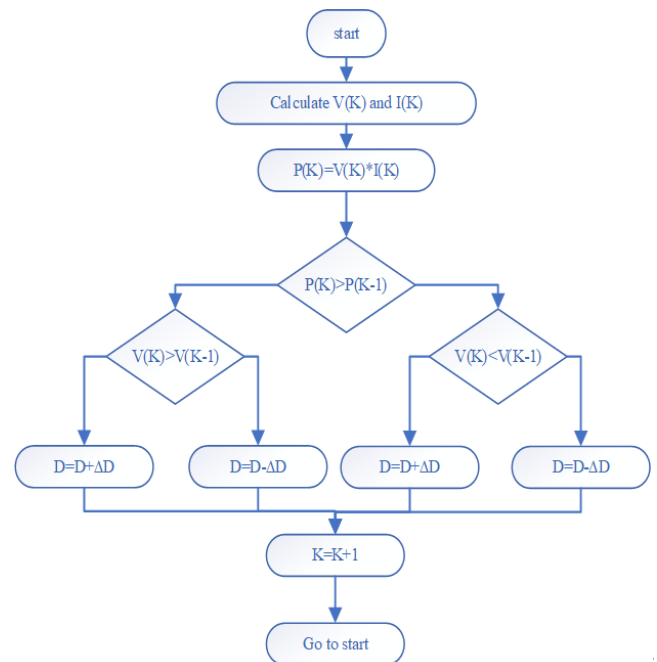 start
Calculate V(K) and I(K)
P(K)=V(K)*I(K)
P(K)>P(K-1)
V(K)>V(K-1)
V(K)<V(K-1)
D=D+ΔD
D=D-ΔD
D=D+ΔD
D=D-ΔD
K=K+1
Go to start